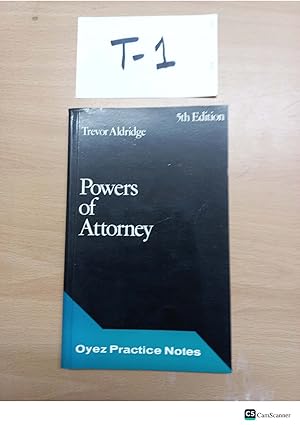 T-1
5th Edition
Trevor Aldridge
Powers
of
Attorney
Oyez Practice Notes
CS CamScanner